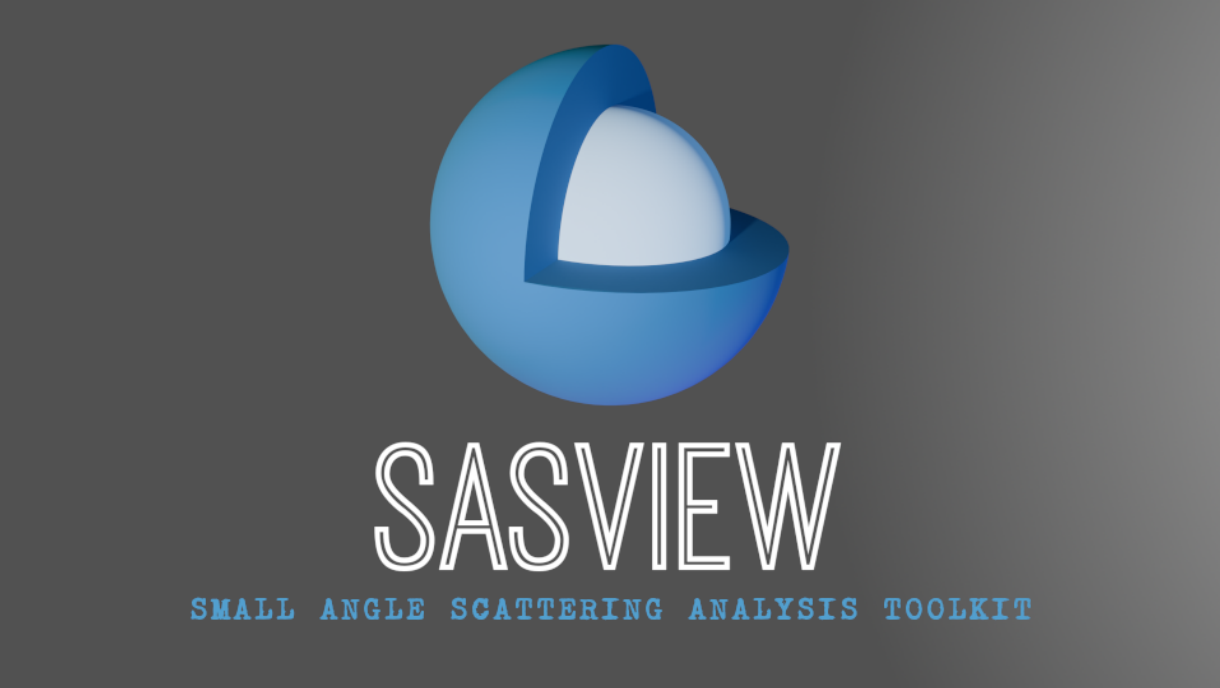 SASVIEW
SMALL ANGLE SCATTERING ANALYSIS TOOLKIT